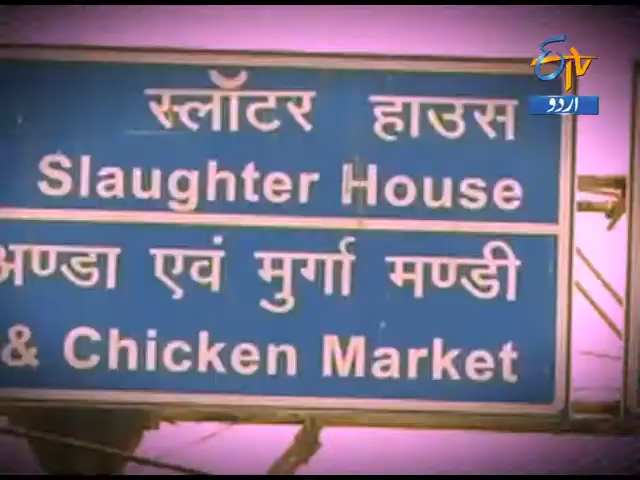 ETV
اردو
स्लॉटर हाउस
Slaughter House
अण्डा एवं मुर्गा मण्डी
& Chicken Market